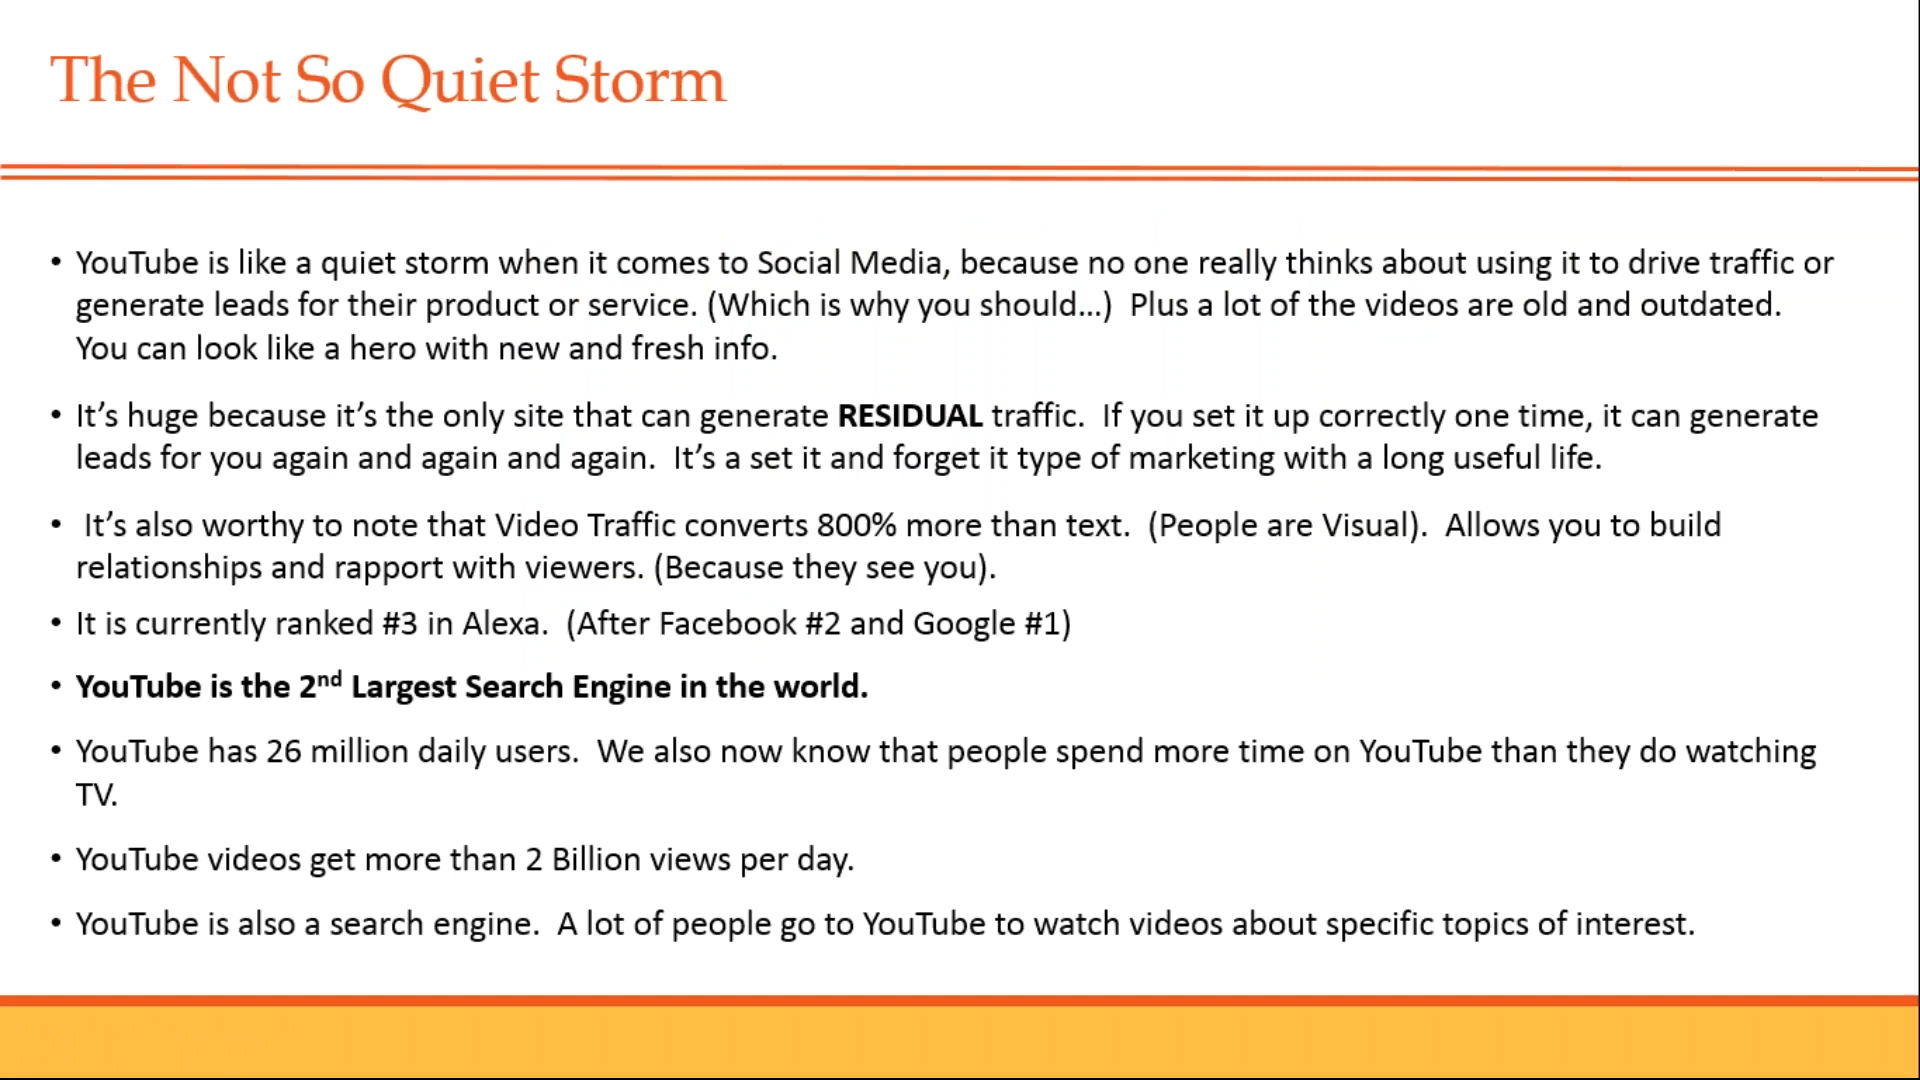 The Not So Quiet Storm
• YouTube is like a quiet storm when it comes to Social Media, because no one really thinks about using it to drive traffic or
generate leads for their product or service. (Which is why you should...)  Plus a lot of the videos are old and outdated.
You can look like a hero with new and fresh info.
• It’s huge because it’s the only site that can generate RESIDUAL traffic.  If you set it up correctly one time, it can generate
leads for you again and again and again.  It’s a set it and forget it type of marketing with a long useful life.
• It’s also worthy to note that Video Traffic converts 800% more than text.  (People are Visual).  Allows you to build
relationships and rapport with viewers. (Because they see you).
• It is currently ranked #3 in Alexa.  (After Facebook #2 and Google #1)
• YouTube is the 2nd Largest Search Engine in the world.
• YouTube has 26 million daily users.  We also now know that people spend more time on YouTube than they do watching
TV.
• YouTube videos get more than 2 Billion views per day.
• YouTube is also a search engine.  A lot of people go to YouTube to watch videos about specific topics of interest.